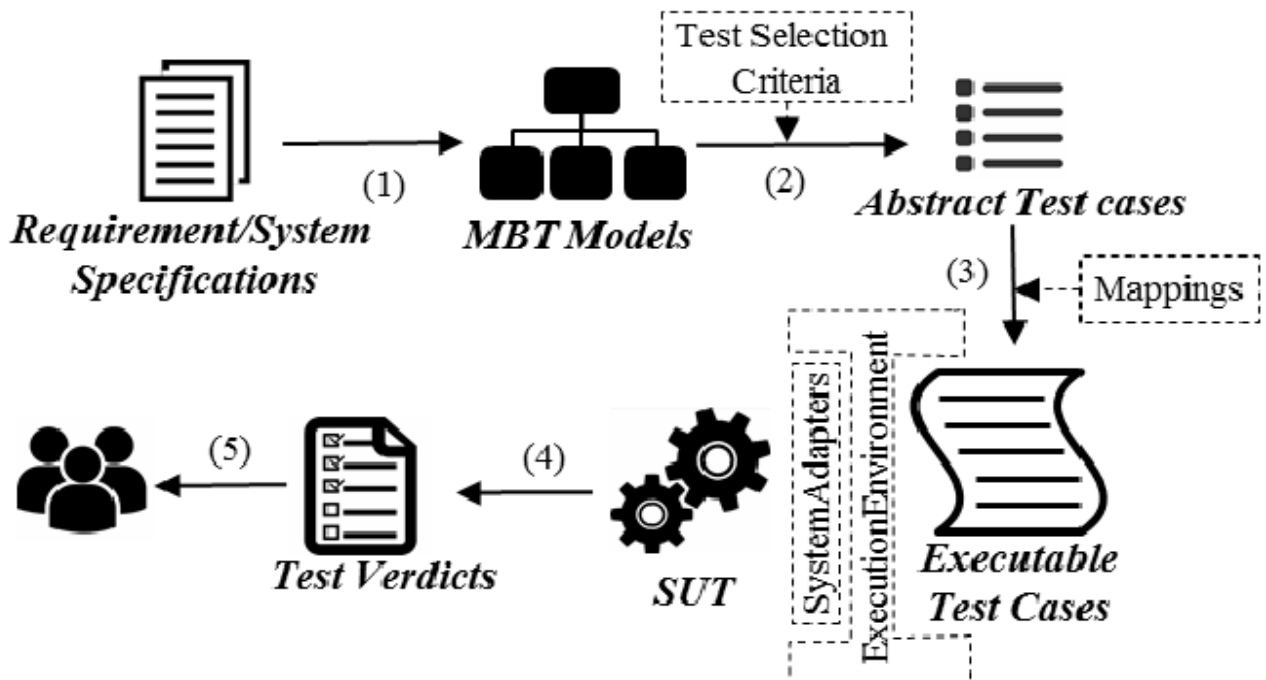 Test Selection
Criteria
(1)
(2)
Requirement/System
Specifications
MBT Models
Abstract Test cases
(3)
Mappings
SystemAdapters
ExecutionEnvironment
(5)
(4)
Test Verdicts
SUT
Executable
Test Cases